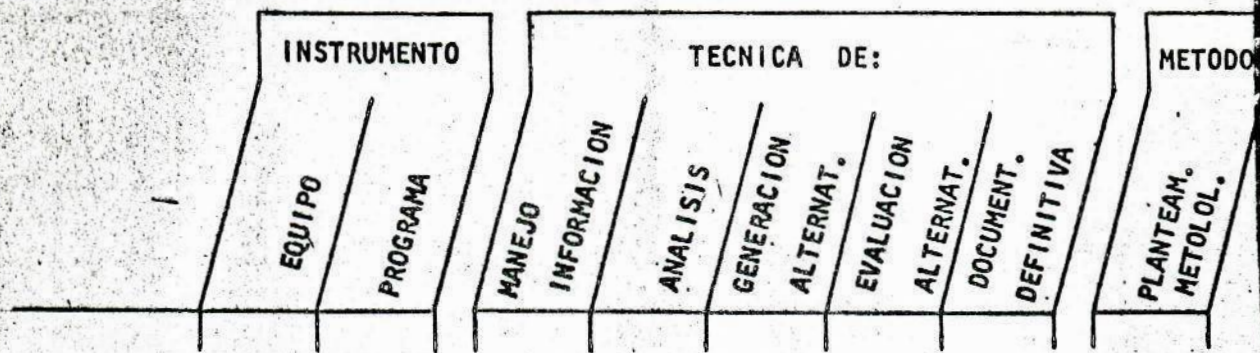 INSTRUMENTO
TECNICA DE:
METODO
EQUIPO
PROGRAMA
MANEJO
INFORMACION
ANALISIS
GENERACION
ALTERNAT.
EVALUACION
ALTERNAT.
DOCUMENT.
DEFINITIVA
PLANTEAM.
METOLOL.